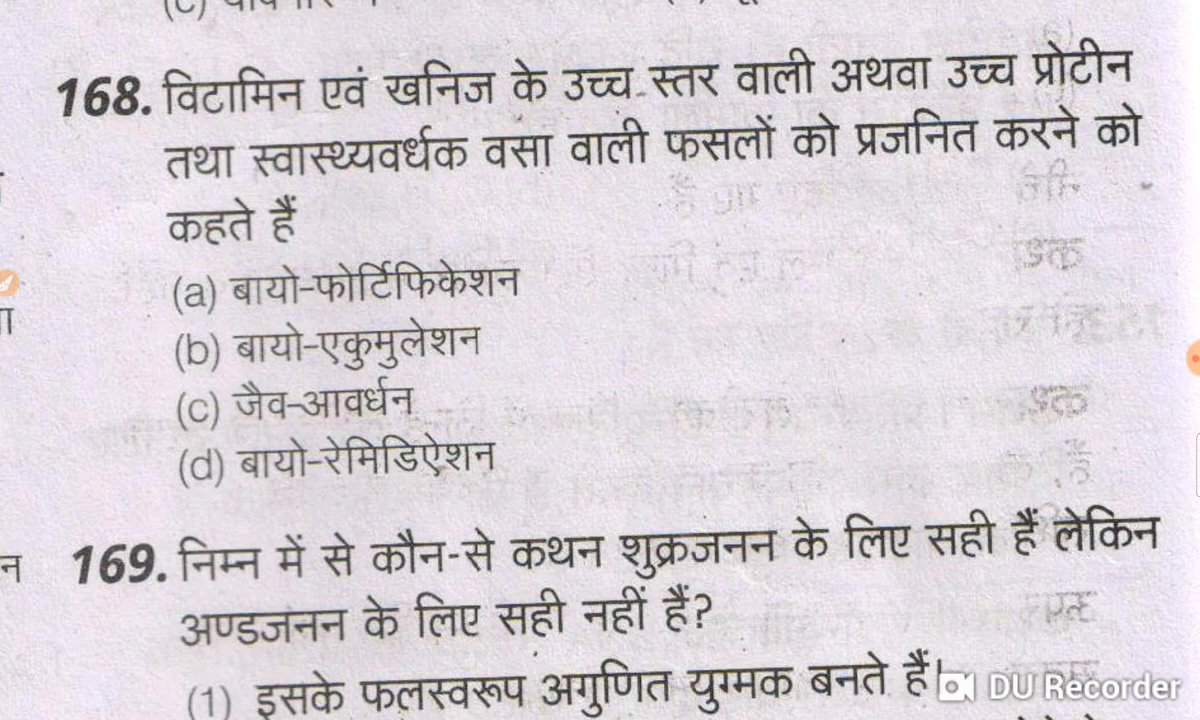 168. विटामिन एवं खनिज के उच्च स्तर वाली अथवा उच्च प्रोटीन
तथा स्वास्थ्यवर्धक वसा वाली फसलों को प्रजनित करने को
कहते हैं
(a) बायो-फोर्टिफिकेशन
(b) बायो-एकुमुलेशन
(c) जैव-आवर्धन
(d) बायो-रेमिडिऐशन
169. निम्न में से कौन-से कथन शुक्रजनन के लिए सही हैं लेकिन
अण्डजनन के लिए सही नहीं हैं?
(1) इसके फलस्वरूप अगुणित युग्मक बनते हैं।
DU Recorder